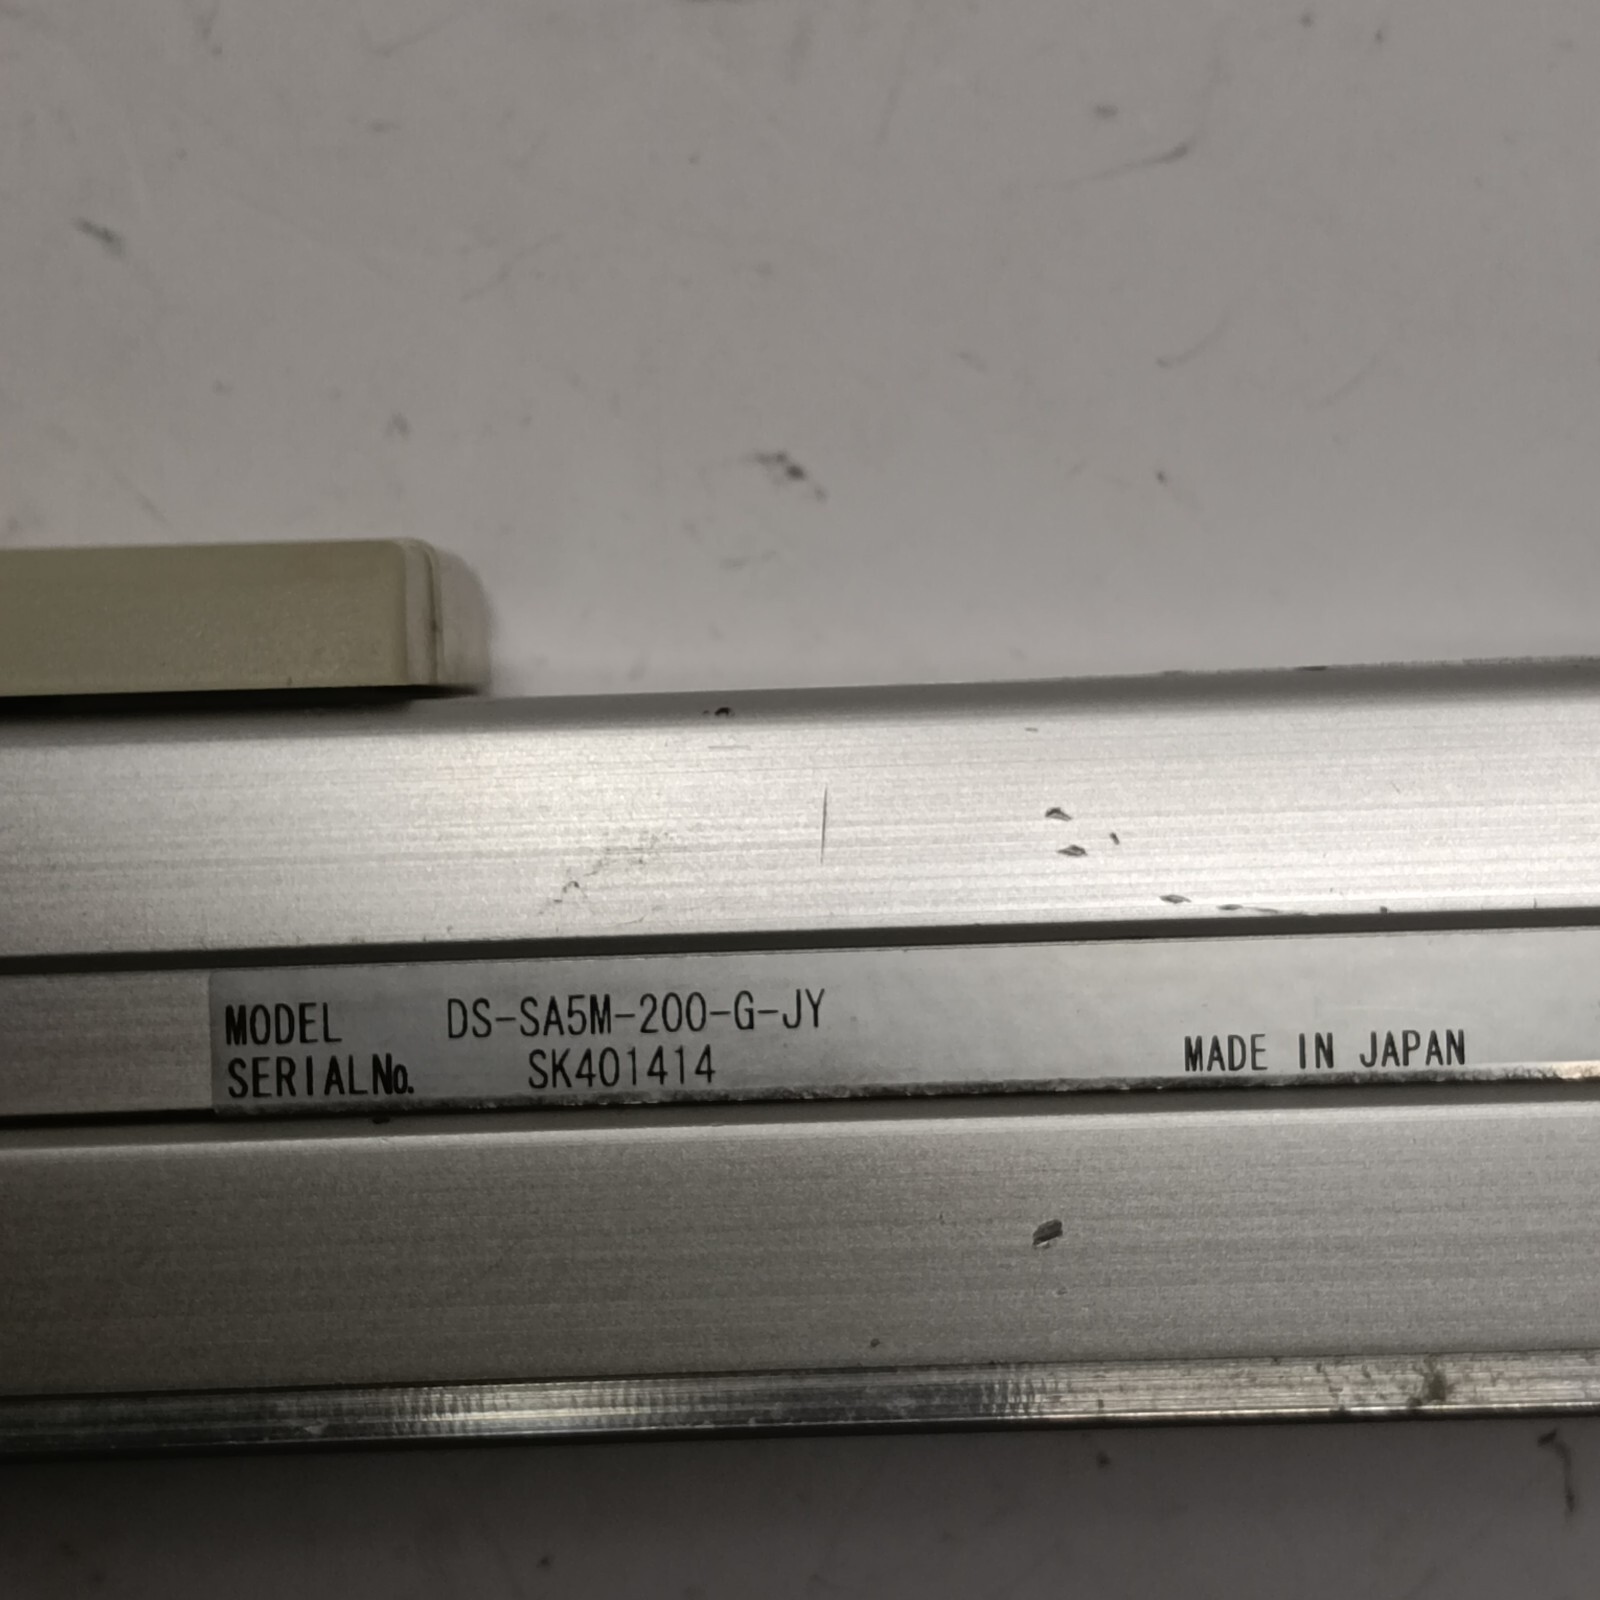 MODEL DS-SA5M-200-G-JY
SERIALNo. SK401414
MADE IN JAPAN